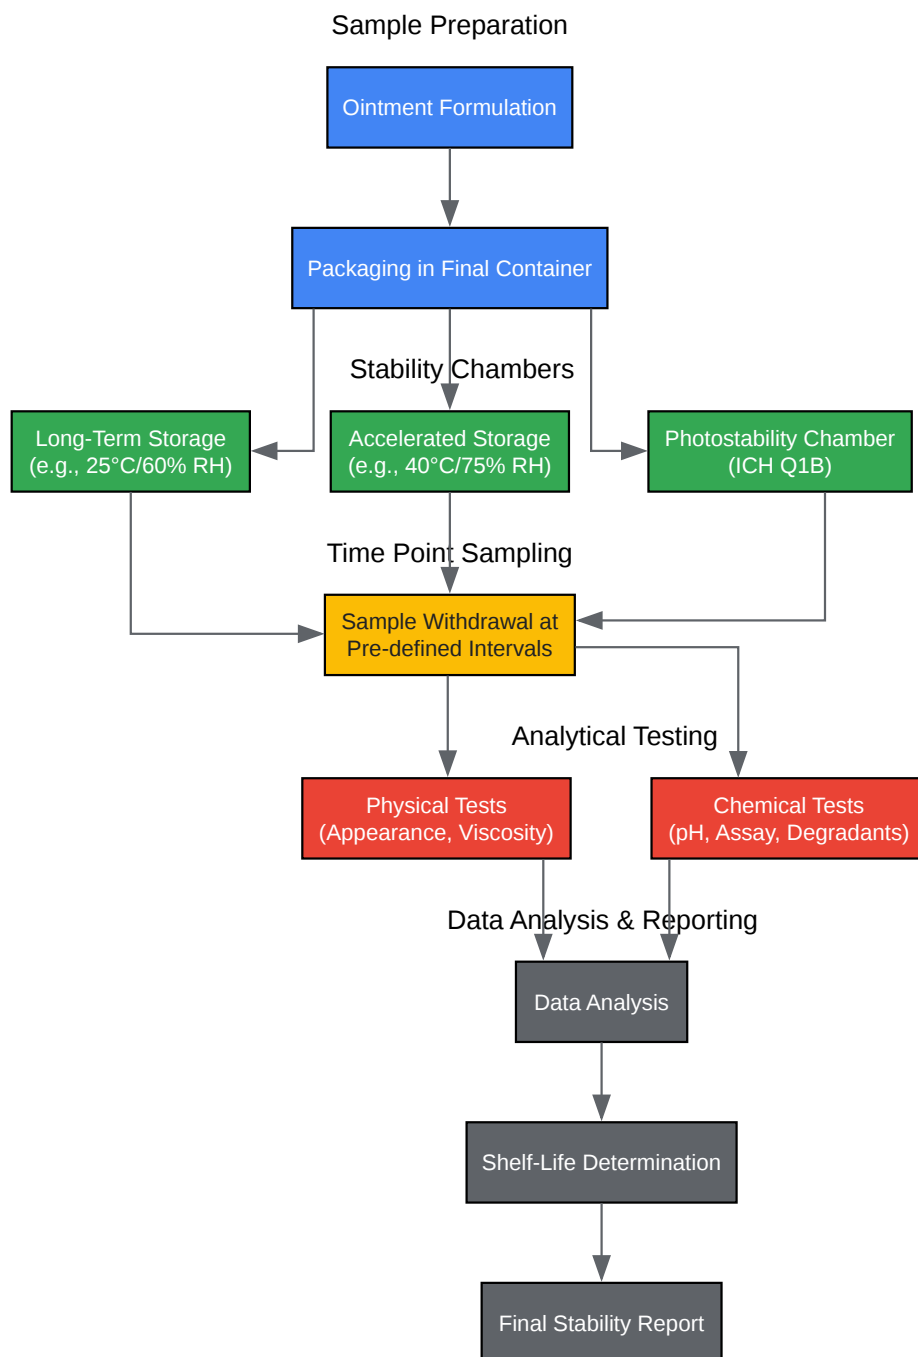 Sample Preparation
Ointment Formulation
Packaging in Final Container
Stability Chambers
Long-Term Storage
(e.g., 25°C/60% RH)
Accelerated Storage
(e.g., 40°C/75% RH)
Photostability Chamber
(ICH Q1B)
Time Point Sampling
Sample Withdrawal at
Pre-defined Intervals
Analytical Testing
Physical Tests
(Appearance, Viscosity)
Chemical Tests
(pH, Assay, Degradants)
Data Analysis & Reporting
Data Analysis
Shelf-Life Determination
Final Stability Report